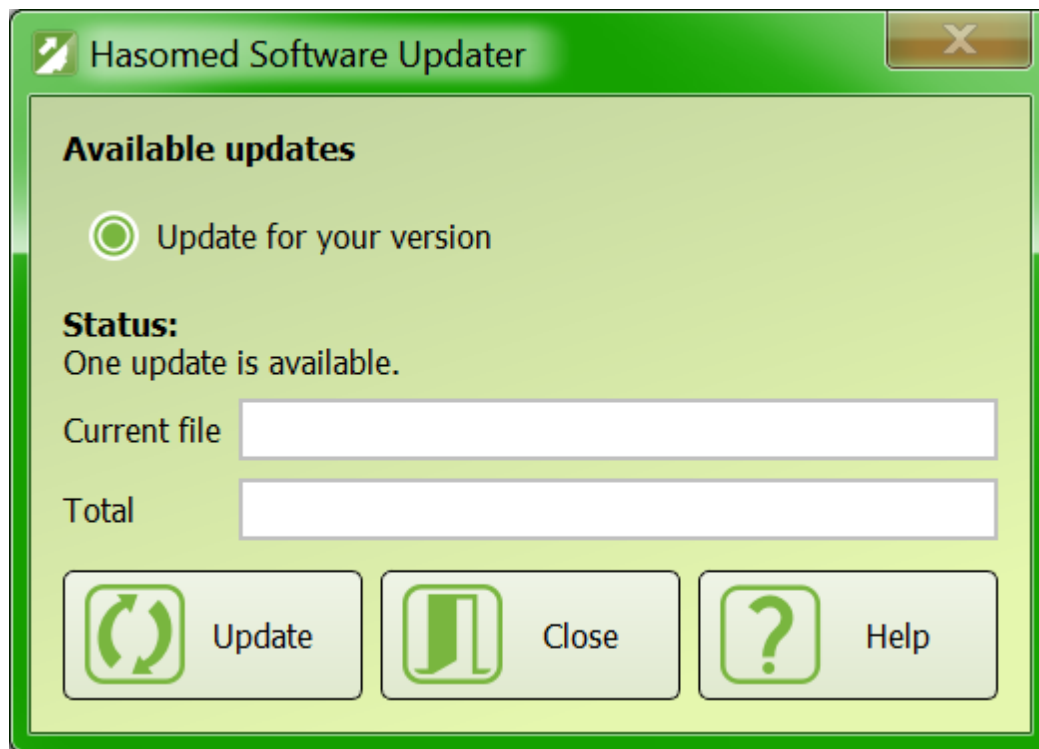 Hasomed Software Updater
Available updates
Update for your version
Status:
One update is available.
Current file
Total
Update
Close
Help